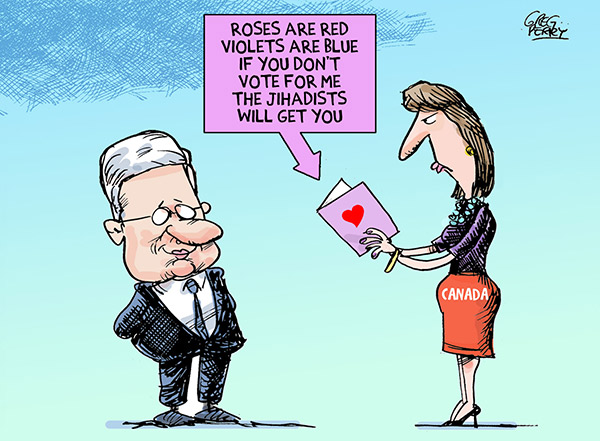 GREG
PERRY
ROSES ARE RED
VIOLETS ARE BLUE
IF YOU DON'T
VOTE FOR ME
THE JIHADISTS
WILL GET YOU
CANADA